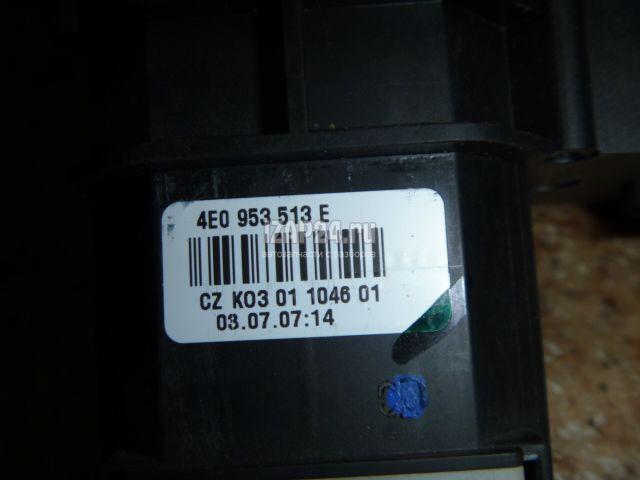 4E0 953 513 E
IZAP24.ru
автозапчасти с разборов
CZ K03 01 1046 01
03.07.07:14